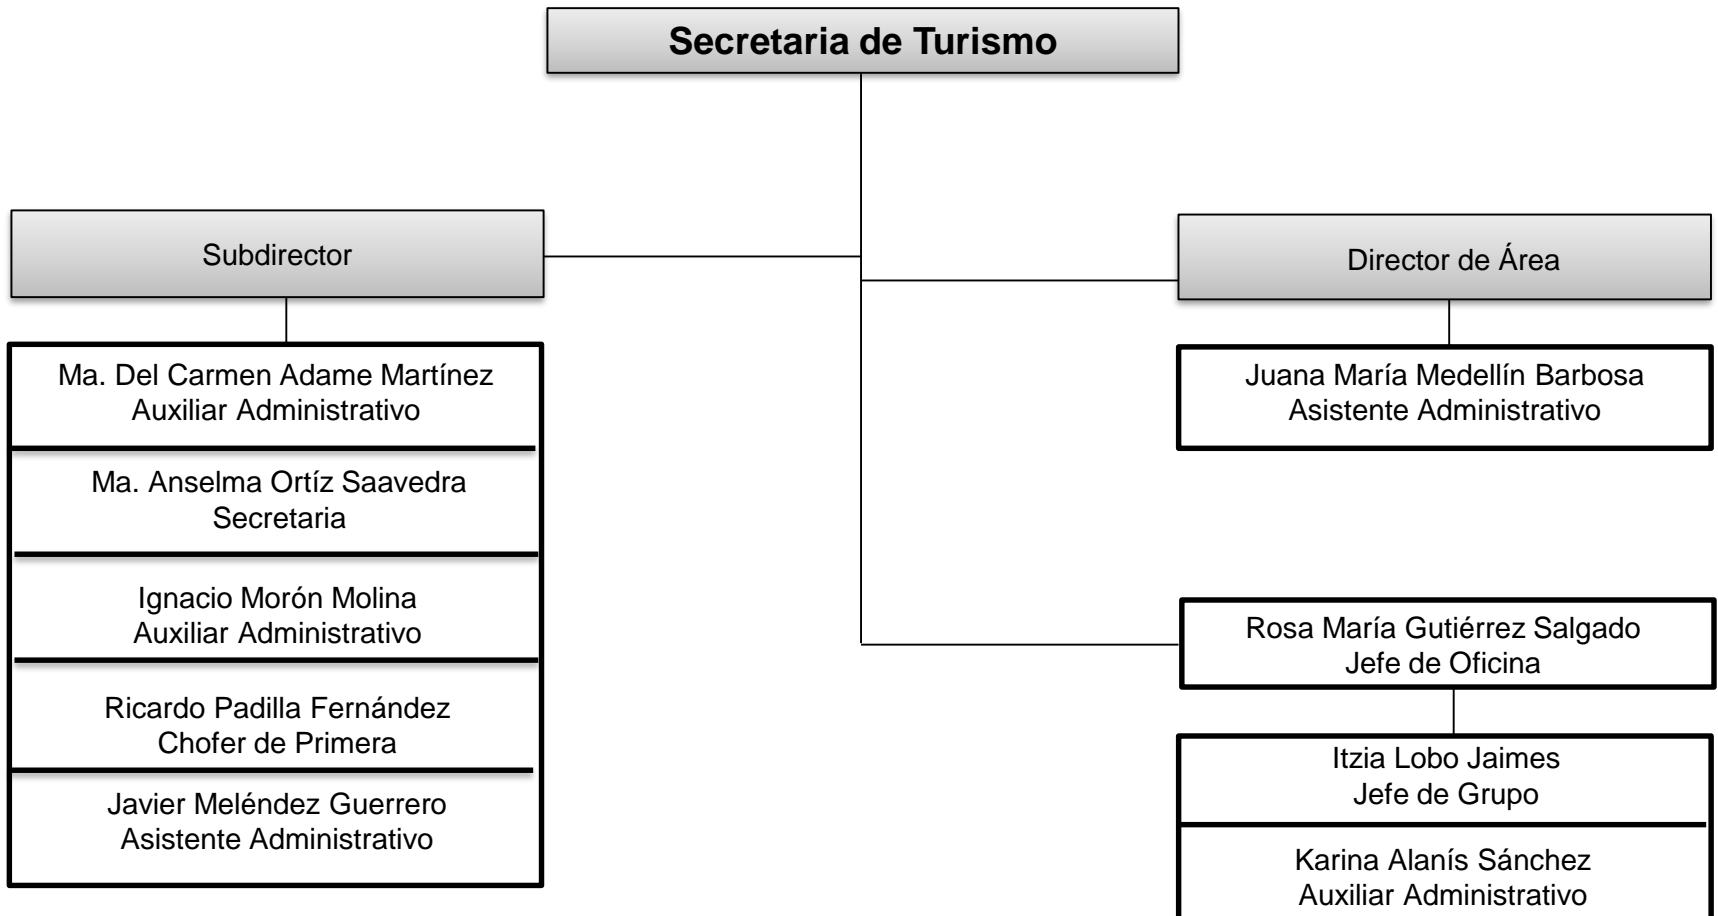 Secretaria de Turismo
Subdirector
Ma. Del Carmen Adame Martínez
Auxiliar Administrativo
Ma. Anselma Ortíz Saavedra
Secretaria
Ignacio Morón Molina
Auxiliar Administrativo
Ricardo Padilla Fernández
Chofer de Primera
Javier Meléndez Guerrero
Asistente Administrativo
Director de Área
Juana María Medellín Barbosa
Asistente Administrativo
Rosa María Gutiérrez Salgado
Jefe de Oficina
Itzia Lobo Jaimes
Jefe de Grupo
Karina Alanís Sánchez
Auxiliar Administrativo